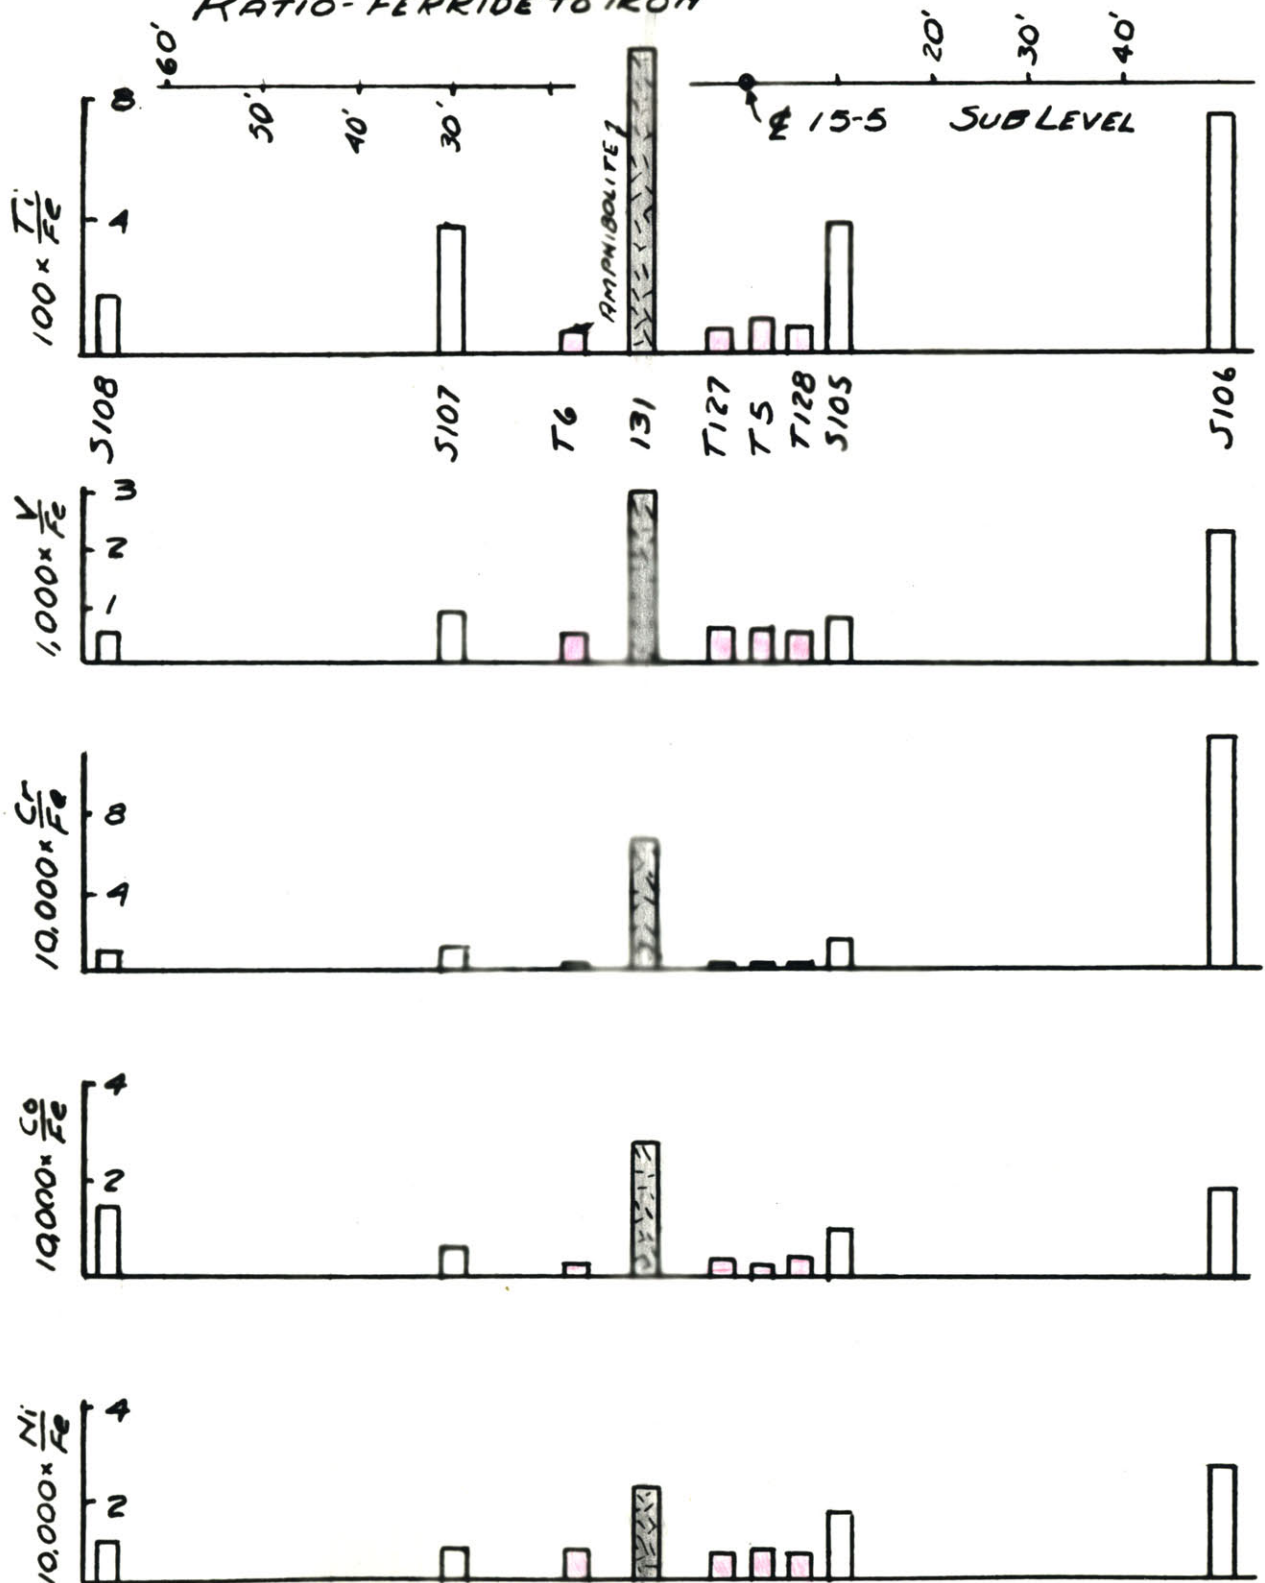 RATIO-FERRIDE TO IRON
60'
50'
40'
30'
20'
30'
40'
℄ 15-5 SUB LEVEL
AMPHIBOLITE?
100 × Ti/Fe
8
4
S108
S107
T6
131
T127
T5
T128
S105
S106
1,000 × V/Fe
3
2
1
10,000 × Cr/Fe
8
4
10,000 × Co/Fe
4
2
10,000 × Ni/Fe
4
2